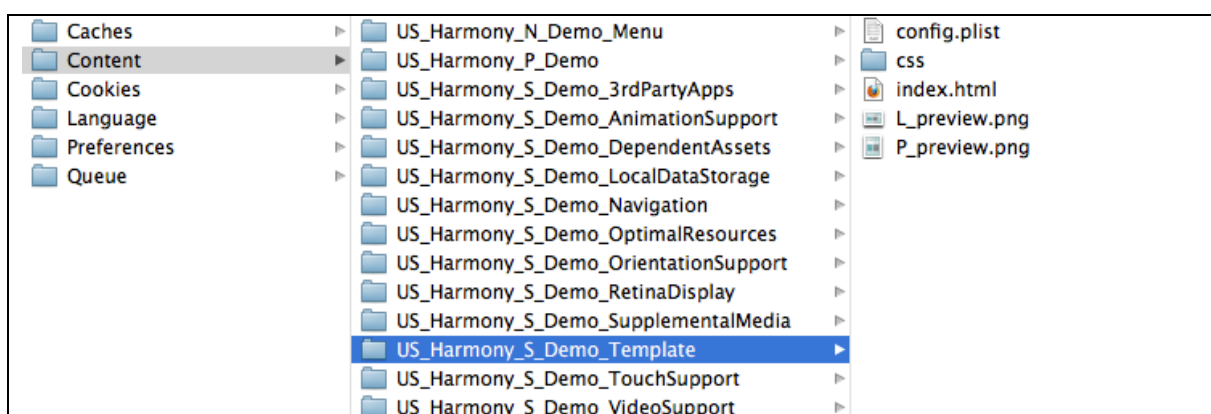 Caches
Content
Cookies
Language
Preferences
Queue
US_Harmony_N_Demo_Menu
US_Harmony_P_Demo
US_Harmony_S_Demo_3rdPartyApps
US_Harmony_S_Demo_AnimationSupport
US_Harmony_S_Demo_DependentAssets
US_Harmony_S_Demo_LocalDataStorage
US_Harmony_S_Demo_Navigation
US_Harmony_S_Demo_OptimalResources
US_Harmony_S_Demo_OrientationSupport
US_Harmony_S_Demo_RetinaDisplay
US_Harmony_S_Demo_SupplementalMedia
US_Harmony_S_Demo_Template
US_Harmony_S_Demo_TouchSupport
US_Harmony_S_Demo_VideoSupport
config.plist
css
index.html
L_preview.png
P_preview.png